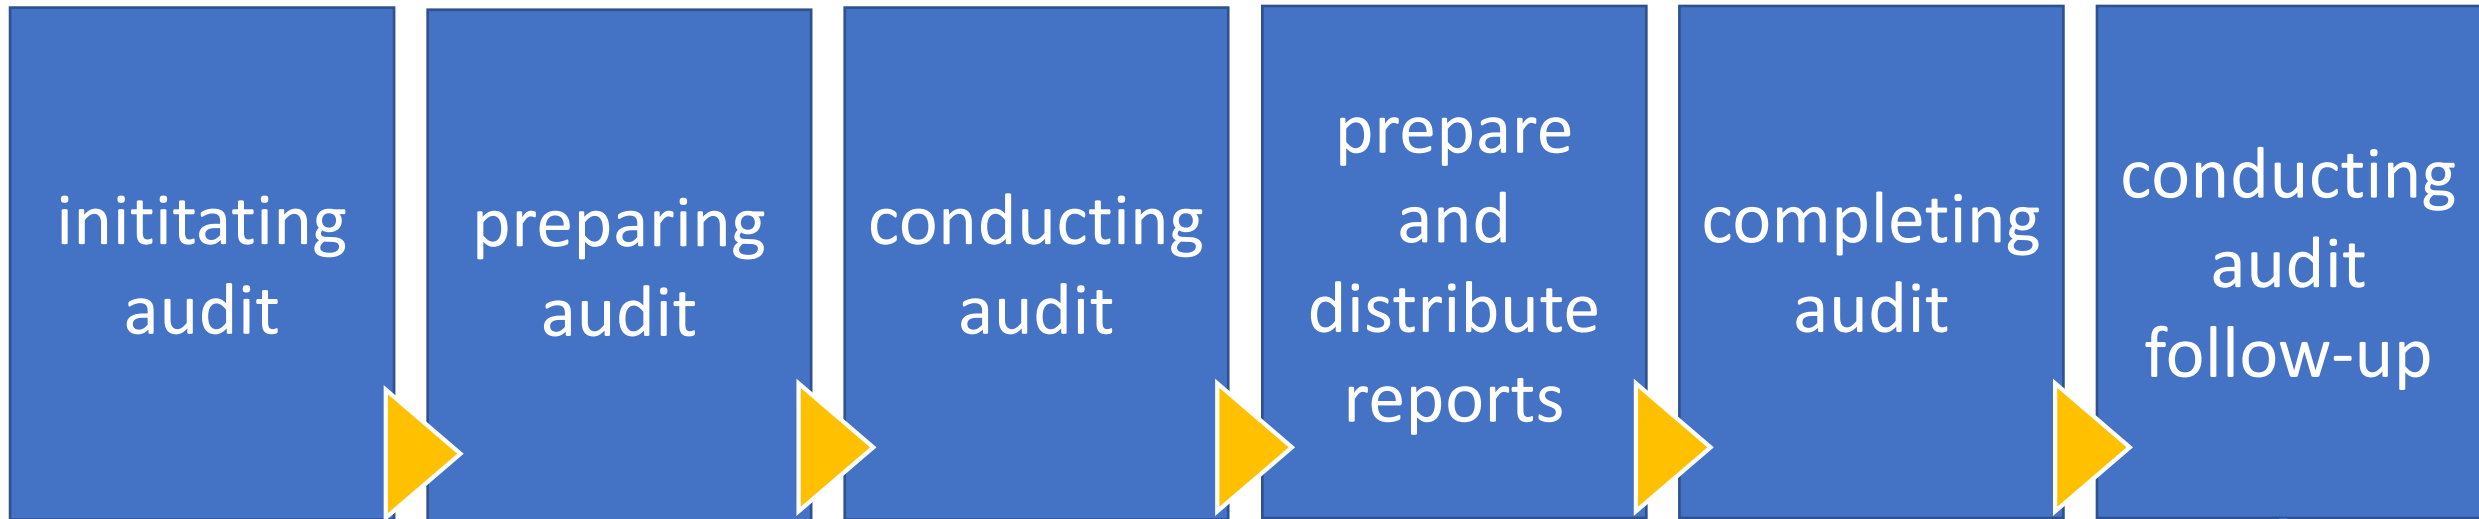 inititating
audit
preparing
audit
conducting
audit
prepare
and
distribute
reports
completing
audit
conducting
audit
follow-up